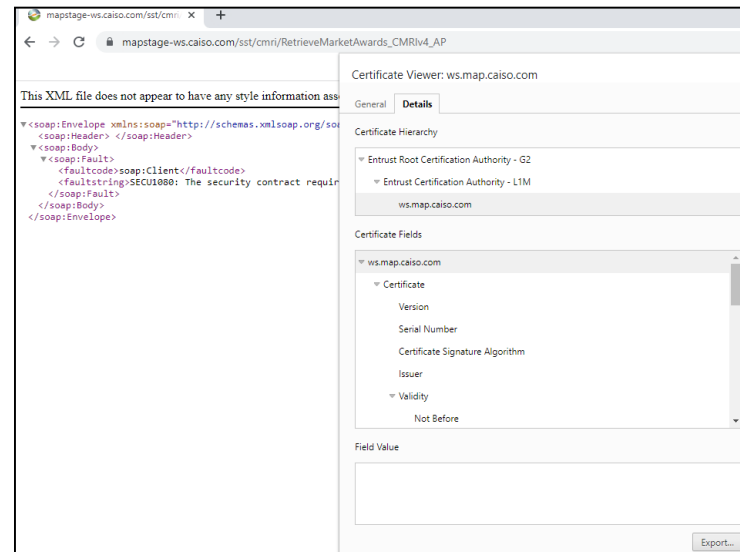 mapstage-ws.caiso.com/sst/cmri
mapstage-ws.caiso.com/sst/cmri/RetrieveMarketAwards_CMRIv4_AP
This XML file does not appear to have any style information
<soap:Envelope xmlns:soap="http://schemas.xmlsoap.org/
<soap:Header> </soap:Header>
<soap:Body>
<soap:Fault>
<faultcode>soap:Client</faultcode>
<faultstring>SECU1080: The security contract
</soap:Fault>
</soap:Body>
</soap:Envelope>
Certificate Viewer: ws.map.caiso.com
General Details
Certificate Hierarchy
Entrust Root Certification Authority - G2
Entrust Certification Authority - L1M
ws.map.caiso.com
Certificate Fields
ws.map.caiso.com
Certificate
Version
Serial Number
Certificate Signature Algorithm
Issuer
Validity
Not Before
Field Value
Export...